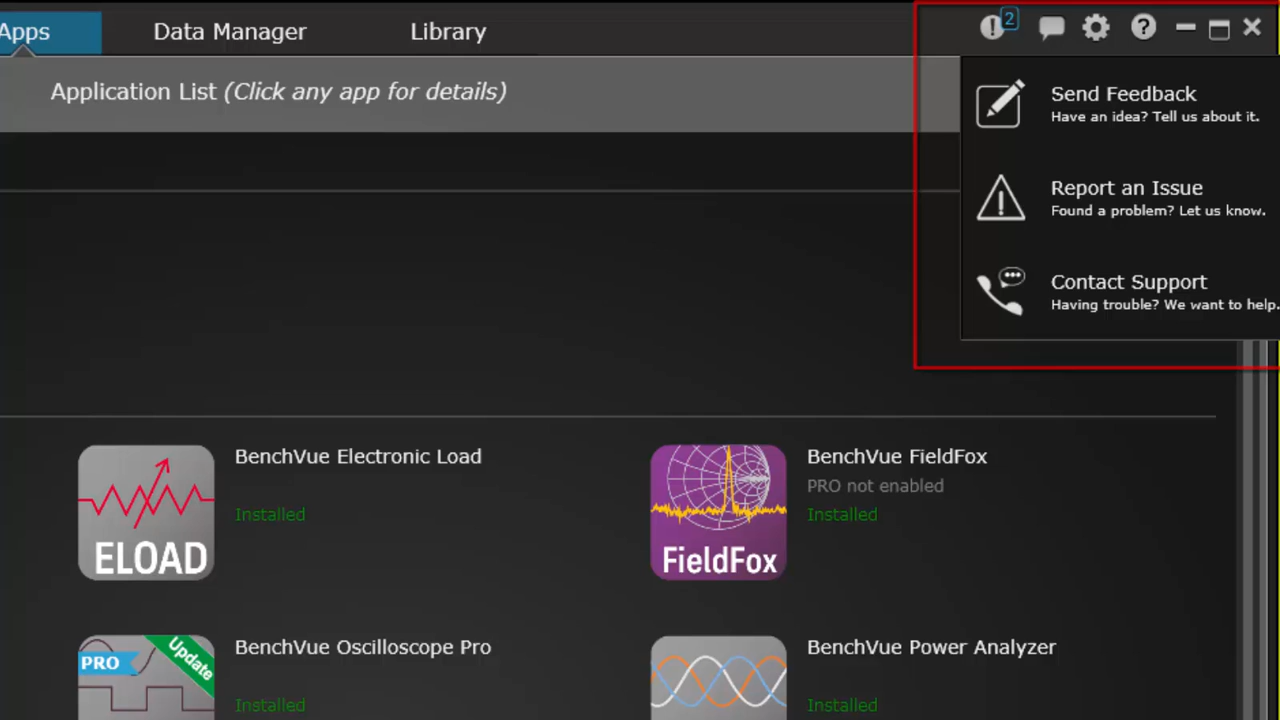 Apps Data Manager Library 2
Application List (Click any app for details)
Send Feedback
Have an idea? Tell us about it.
Report an Issue
Found a problem? Let us know.
Contact Support
Having trouble? We want to help.
ELOAD
BenchVue Electronic Load
Installed
FieldFox
BenchVue FieldFox
PRO not enabled
Installed
PRO
Update
BenchVue Oscilloscope Pro
Installed
BenchVue Power Analyzer
Installed